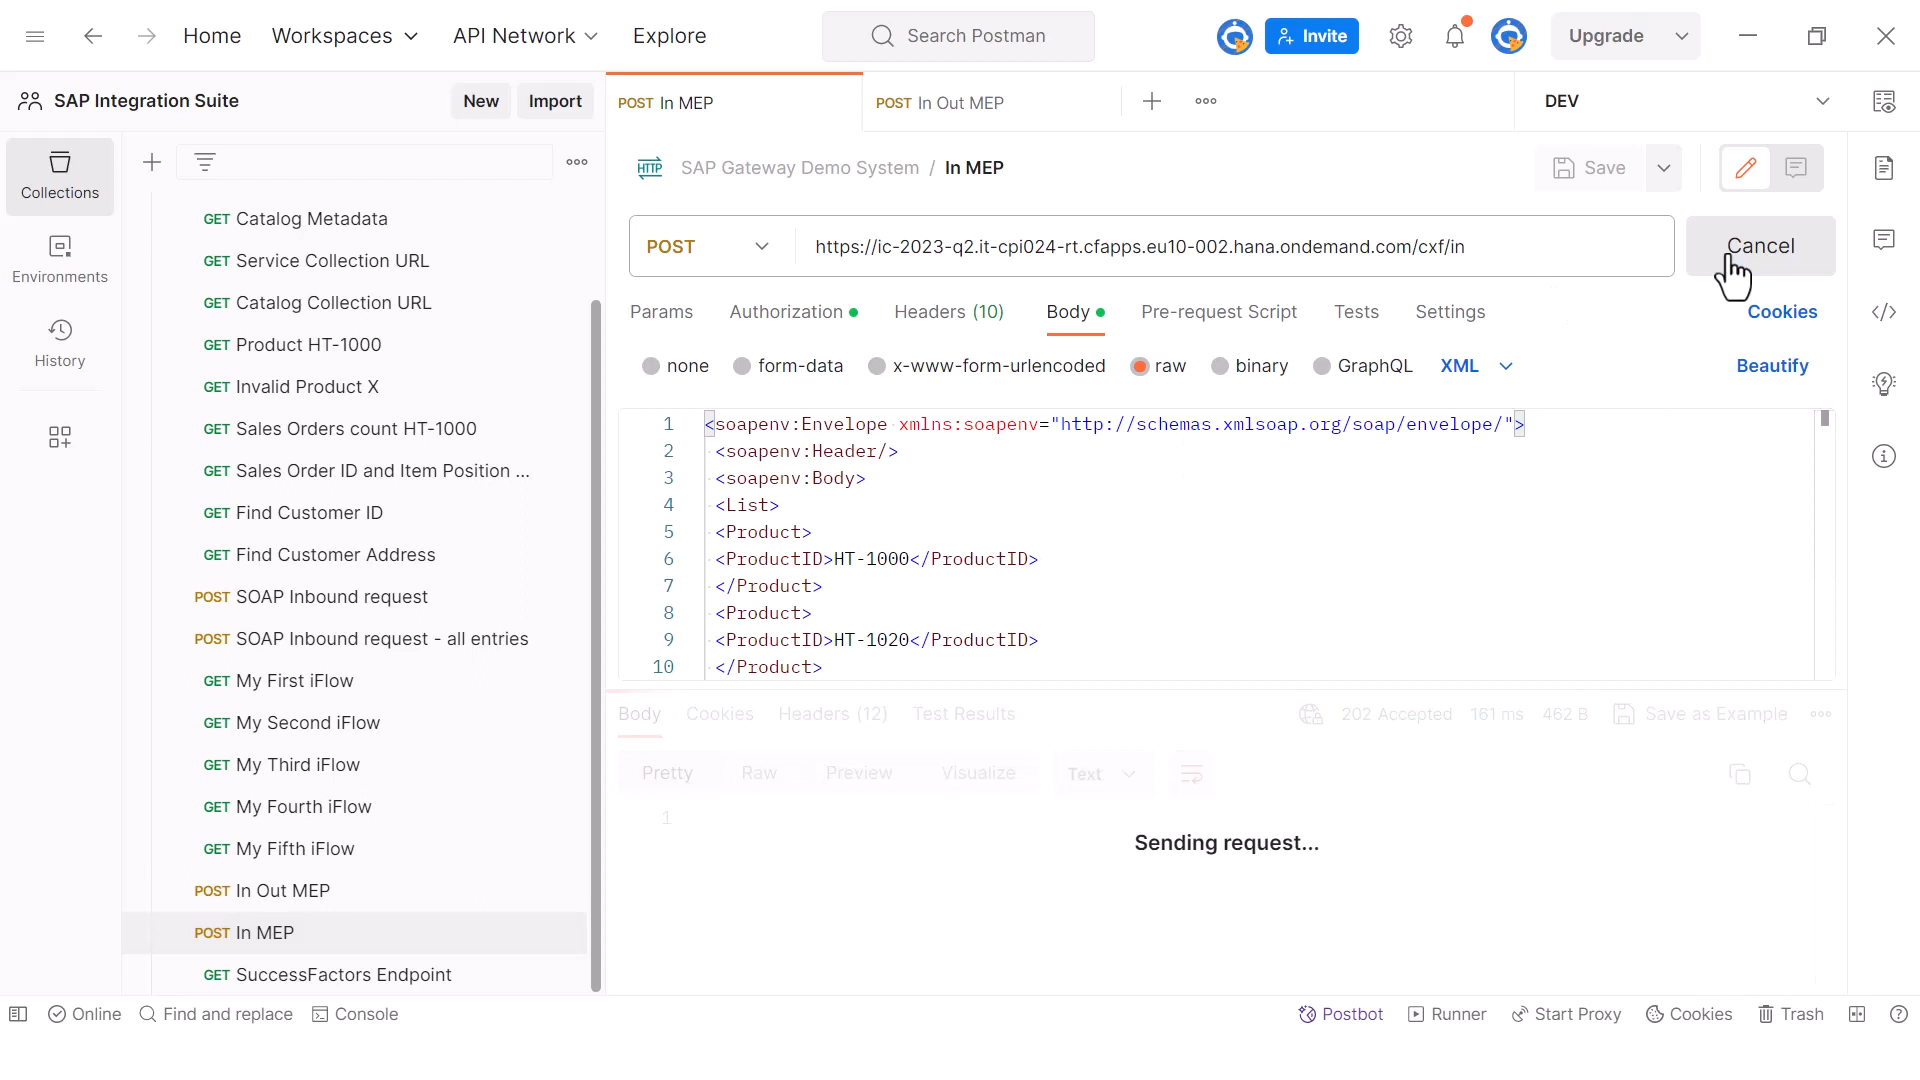 Home Workspaces API Network Explore Search Postman Invite Upgrade
SAP Integration Suite New Import
POST In MEP POST In Out MEP DEV
Collections
Environments
History
GET Catalog Metadata
GET Service Collection URL
GET Catalog Collection URL
GET Product HT-1000
GET Invalid Product X
GET Sales Orders count HT-1000
GET Sales Order ID and Item Position ...
GET Find Customer ID
GET Find Customer Address
POST SOAP Inbound request
POST SOAP Inbound request - all entries
GET My First iFlow
GET My Second iFlow
GET My Third iFlow
GET My Fourth iFlow
GET My Fifth iFlow
POST In Out MEP
POST In MEP
GET SuccessFactors Endpoint
HTTP SAP Gateway Demo System / In MEP Save
POST https://ic-2023-q2.it-cpi024-rt.cfapps.eu10-002.hana.ondemand.com/cxf/in Cancel
Params Authorization Headers (10) Body Pre-request Script Tests Settings Cookies
none form-data x-www-form-urlencoded raw binary GraphQL XML Beautify
1 <soapenv:Envelope xmlns:soapenv="http://schemas.xmlsoap.org/soap/envelope/">
2 <soapenv:Header/>
3 <soapenv:Body>
4 <List>
5 <Product>
6 <ProductID>HT-1000</ProductID>
7 </Product>
8 <Product>
9 <ProductID>HT-1020</ProductID>
10 </Product>
Body Cookies Headers (12) Test Results 202 Accepted 161 ms 462 B Save as Example
Pretty Raw Preview Visualize Text
1
Sending request...
Online Find and replace Console Postbot Runner Start Proxy Cookies Trash